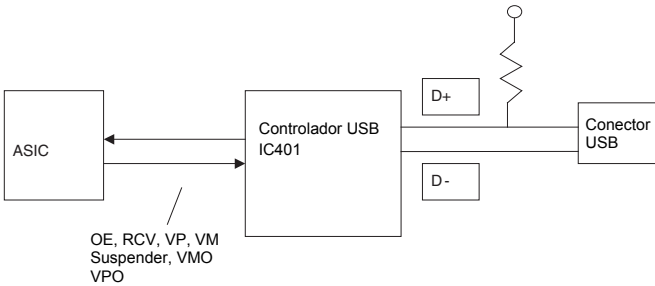 D+
ASIC
Controlador USB
IC401
Conector
USB
D-
OE, RCV, VP, VM
Suspender, VMO
VPO